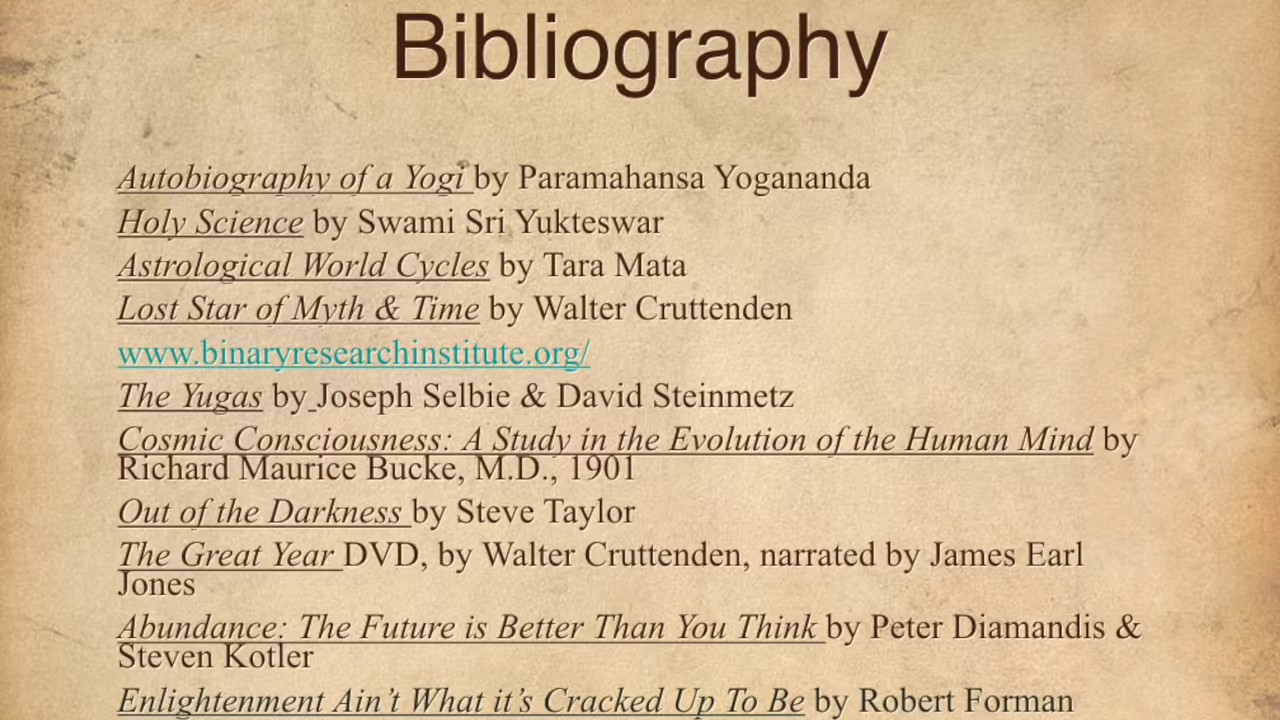 Bibliography
Autobiography of a Yogi by Paramahansa Yogananda
Holy Science by Swami Sri Yukteswar
Astrological World Cycles by Tara Mata
Lost Star of Myth & Time by Walter Cruttenden
www.binaryresearchinstitute.org/
The Yugas by Joseph Selbie & David Steinmetz
Cosmic Consciousness: A Study in the Evolution of the Human Mind by
Richard Maurice Bucke, M.D., 1901
Out of the Darkness by Steve Taylor
The Great Year DVD, by Walter Cruttenden, narrated by James Earl
Jones
Abundance: The Future is Better Than You Think by Peter Diamandis &
Steven Kotler
Enlightenment Ain’t What it’s Cracked Up To Be by Robert Forman